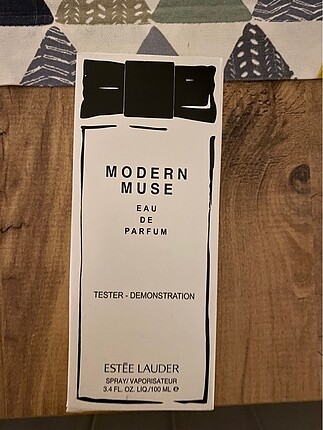 MODERN
MUSE
EAU
DE
PARFUM
TESTER - DEMONSTRATION
ESTĒE LAUDER
SPRAY/VAPORISATEUR
3.4 FL. OZ. LIQ./100 ML ℮